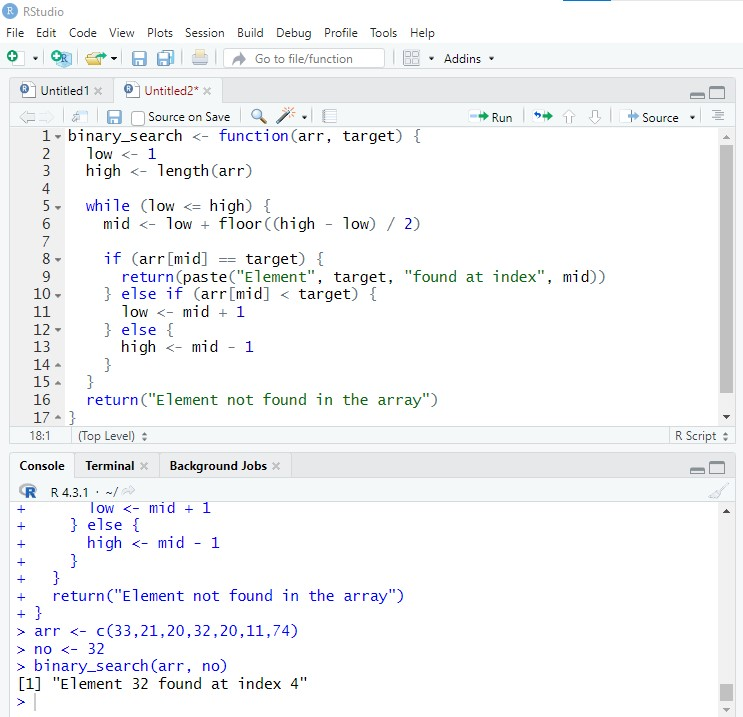 RStudio
File Edit Code View Plots Session Build Debug Profile Tools Help
Go to file/function Addins
Untitled1 Untitled2*
Source on Save Run Source
1 binary_search <- function(arr, target) {
2   low <- 1
3   high <- length(arr)
4
5   while (low <= high) {
6     mid <- low + floor((high - low) / 2)
7
8     if (arr[mid] == target) {
9       return(paste("Element", target, "found at index", mid))
10     } else if (arr[mid] < target) {
11       low <- mid + 1
12     } else {
13       high <- mid - 1
14     }
15   }
16   return("Element not found in the array")
17 }
18:1 (Top Level) R Script
Console Terminal Background Jobs
R R 4.3.1 · ~/
+       low <- mid + 1
+     } else {
+       high <- mid - 1
+     }
+   }
+   return("Element not found in the array")
+ }
> arr <- c(33,21,20,32,20,11,74)
> no <- 32
> binary_search(arr, no)
[1] "Element 32 found at index 4"
>